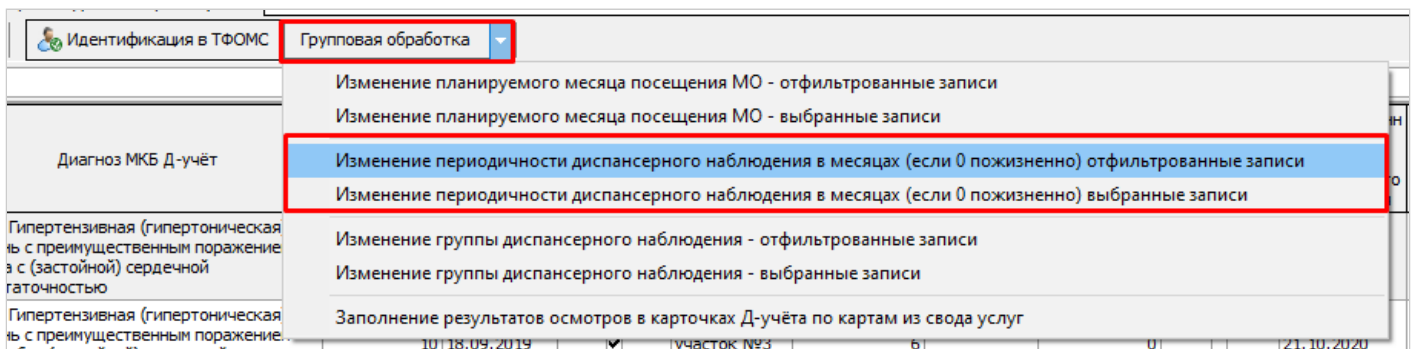 Идентификация в ТФОМС Групповая обработка
Изменение планируемого месяца посещения МО - отфильтрованные записи
Изменение планируемого месяца посещения МО - выбранные записи
Диагноз МКБ Д-учёт
Изменение периодичности диспансерного наблюдения в месяцах (если 0 пожизненно) отфильтрованные записи
Изменение периодичности диспансерного наблюдения в месяцах (если 0 пожизненно) выбранные записи
Гипертензивная (гипертоническая
с преимущественным поражение
Изменение группы диспансерного наблюдения - отфильтрованные записи
с (застойной) сердечной
Изменение группы диспансерного наблюдения - выбранные записи
таточностью
Гипертензивная (гипертоническая
Заполнение результатов осмотров в карточках Д-учёта по картам из свода услуг
с преимущественным поражение
10 18.09.2019 участок №3 6 0 21.10.2020